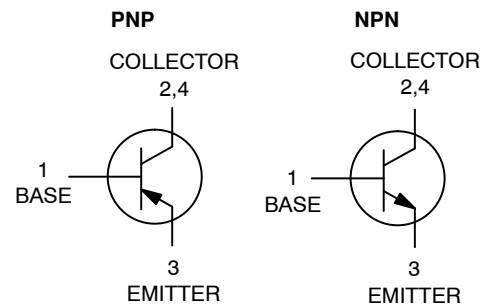 PNP
COLLECTOR
2,4
1
BASE
3
EMITTER
NPN
COLLECTOR
2,4
1
BASE
3
EMITTER